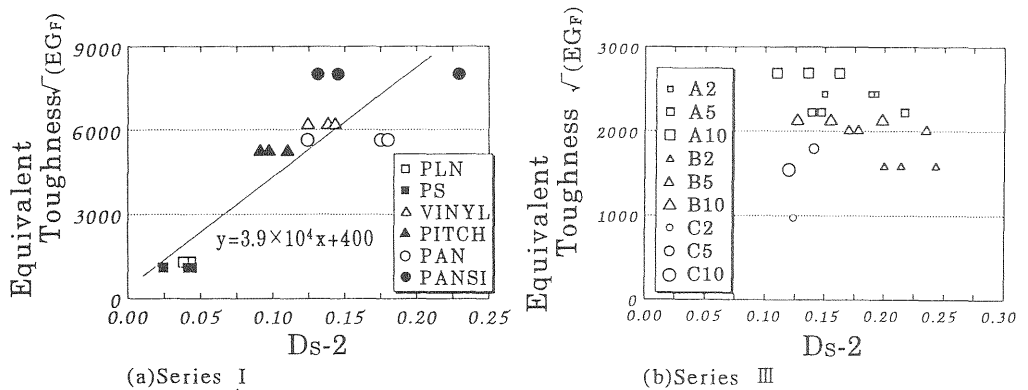 Equivalent
Toughness√(EGF)
9000
6000
3000
0
0.00 0.05 0.10 0.15 0.20 0.25
Ds-2
y=3.9×10⁴x+400
PLN
PS
VINYL
PITCH
PAN
PANSI
(a)Series I
Equivalent
Toughness √(EGF)
3000
2000
1000
0
0.00 0.05 0.10 0.15 0.20 0.25 0.30
Ds-2
A2
A5
A10
B2
B5
B10
C2
C5
C10
(b)Series Ⅲ